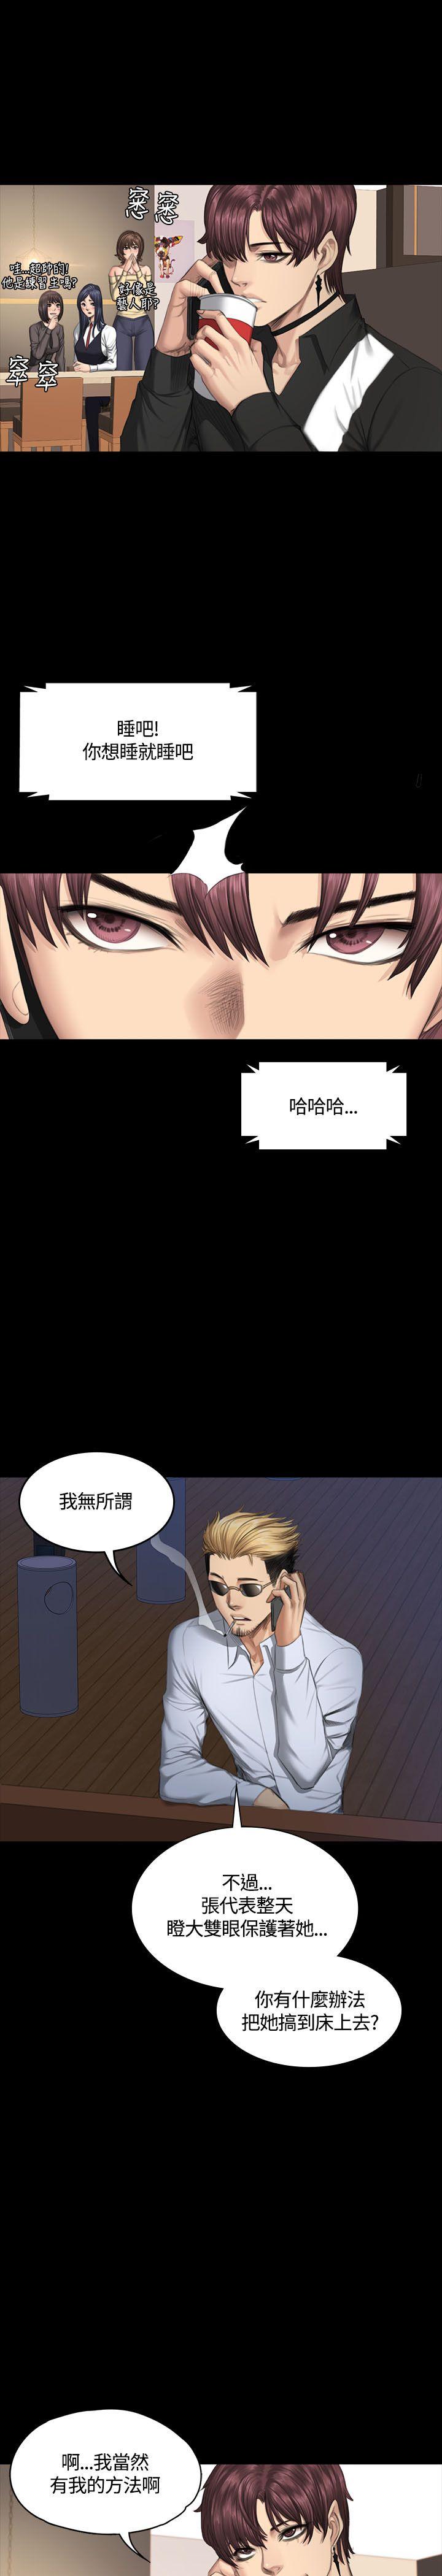 窸
窸
哇...超帥的!
他是練習生嗎?
好像是
藝人耶?
窣
窣
睡吧!
你想睡就睡吧
哈哈哈...
我無所謂
不過...
張代表整天
瞪大雙眼保護著她...
你有什麼辦法
把她搞到床上去?
啊...我當然
有我的方法啊